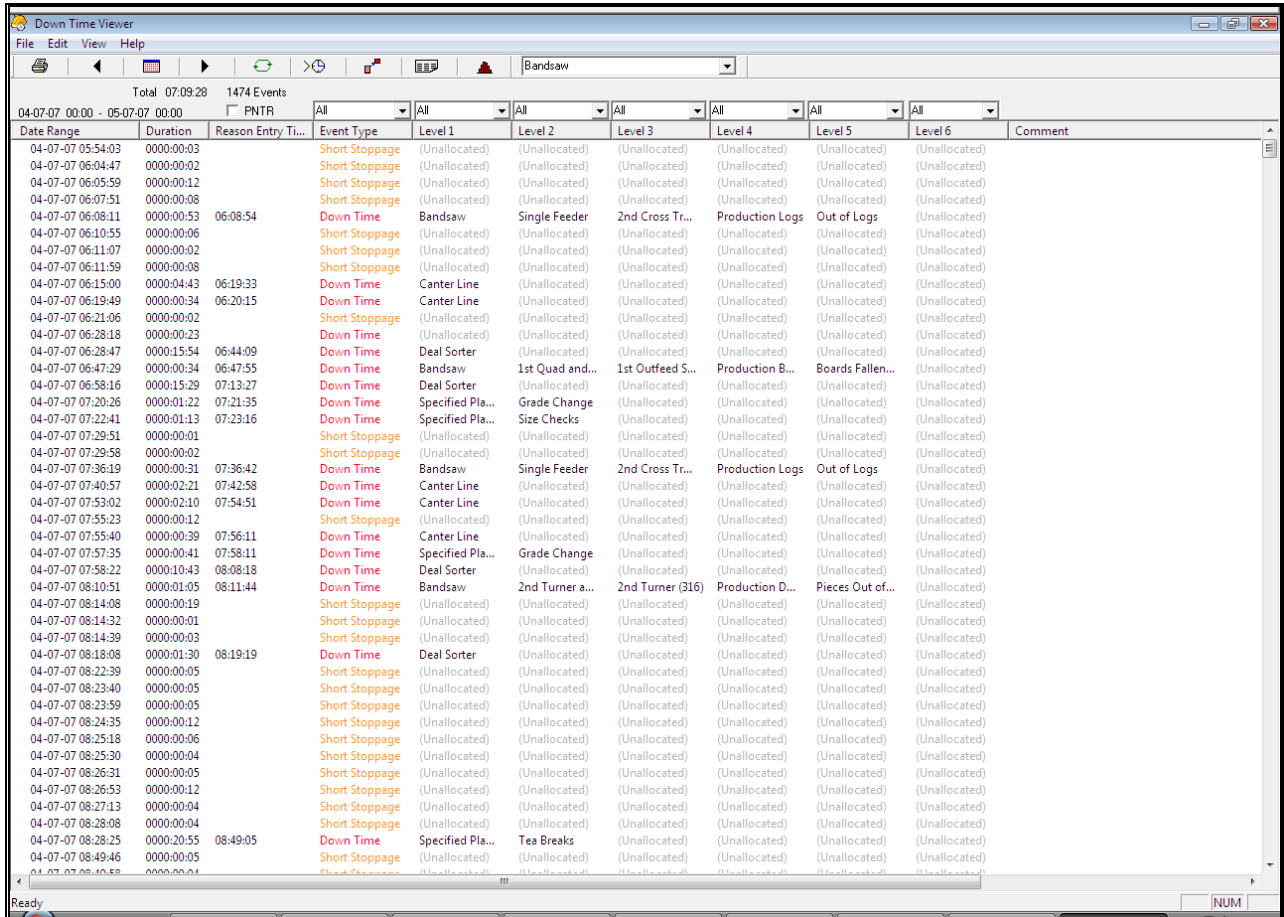 Down Time Viewer
File Edit View Help
Bandsaw
Total 07:09:28 1474 Events
04-07-07 00:00 - 05-07-07 00:00 PNTR All All All All All All All
Date Range Duration Reason Entry Ti... Event Type Level 1 Level 2 Level 3 Level 4 Level 5 Level 6 Comment
04-07-07 05:54:03 0000:00:03 Short Stoppage (Unallocated) (Unallocated) (Unallocated) (Unallocated) (Unallocated) (Unallocated)
04-07-07 06:04:47 0000:00:02 Short Stoppage (Unallocated) (Unallocated) (Unallocated) (Unallocated) (Unallocated) (Unallocated)
04-07-07 06:05:59 0000:00:12 Short Stoppage (Unallocated) (Unallocated) (Unallocated) (Unallocated) (Unallocated) (Unallocated)
04-07-07 06:07:51 0000:00:08 Short Stoppage (Unallocated) (Unallocated) (Unallocated) (Unallocated) (Unallocated) (Unallocated)
04-07-07 06:08:11 0000:00:53 06:08:54 Down Time Bandsaw Single Feeder 2nd Cross Tr... Production Logs Out of Logs (Unallocated)
04-07-07 06:10:55 0000:00:06 Short Stoppage (Unallocated) (Unallocated) (Unallocated) (Unallocated) (Unallocated) (Unallocated)
04-07-07 06:11:07 0000:00:02 Short Stoppage (Unallocated) (Unallocated) (Unallocated) (Unallocated) (Unallocated) (Unallocated)
04-07-07 06:11:59 0000:00:08 Short Stoppage (Unallocated) (Unallocated) (Unallocated) (Unallocated) (Unallocated) (Unallocated)
04-07-07 06:15:00 0000:04:43 06:19:33 Down Time Canter Line (Unallocated) (Unallocated) (Unallocated) (Unallocated) (Unallocated)
04-07-07 06:19:49 0000:00:34 06:20:15 Down Time Canter Line (Unallocated) (Unallocated) (Unallocated) (Unallocated) (Unallocated)
04-07-07 06:21:06 0000:00:02 Short Stoppage (Unallocated) (Unallocated) (Unallocated) (Unallocated) (Unallocated) (Unallocated)
04-07-07 06:28:18 0000:00:23 Down Time (Unallocated) (Unallocated) (Unallocated) (Unallocated) (Unallocated) (Unallocated)
04-07-07 06:28:47 0000:15:54 06:44:09 Down Time Deal Sorter (Unallocated) (Unallocated) (Unallocated) (Unallocated) (Unallocated)
04-07-07 06:47:29 0000:00:34 06:47:55 Down Time Bandsaw 1st Quad and... 1st Outfeed S... Production B... Boards Fallen... (Unallocated)
04-07-07 06:58:16 0000:15:29 07:13:27 Down Time Deal Sorter (Unallocated) (Unallocated) (Unallocated) (Unallocated) (Unallocated)
04-07-07 07:20:26 0000:01:22 07:21:35 Down Time Specified Pla... Grade Change (Unallocated) (Unallocated) (Unallocated) (Unallocated)
04-07-07 07:22:41 0000:01:13 07:23:16 Down Time Specified Pla... Size Checks (Unallocated) (Unallocated) (Unallocated) (Unallocated)
04-07-07 07:29:51 0000:00:01 Short Stoppage (Unallocated) (Unallocated) (Unallocated) (Unallocated) (Unallocated) (Unallocated)
04-07-07 07:29:58 0000:00:02 Short Stoppage (Unallocated) (Unallocated) (Unallocated) (Unallocated) (Unallocated) (Unallocated)
04-07-07 07:36:19 0000:00:31 07:36:42 Down Time Bandsaw Single Feeder 2nd Cross Tr... Production Logs Out of Logs (Unallocated)
04-07-07 07:40:57 0000:02:21 07:42:58 Down Time Canter Line (Unallocated) (Unallocated) (Unallocated) (Unallocated) (Unallocated)
04-07-07 07:53:02 0000:02:10 07:54:51 Down Time Canter Line (Unallocated) (Unallocated) (Unallocated) (Unallocated) (Unallocated)
04-07-07 07:55:23 0000:00:12 Short Stoppage (Unallocated) (Unallocated) (Unallocated) (Unallocated) (Unallocated) (Unallocated)
04-07-07 07:55:40 0000:00:39 07:56:11 Down Time Canter Line (Unallocated) (Unallocated) (Unallocated) (Unallocated) (Unallocated)
04-07-07 07:57:35 0000:00:41 07:58:11 Down Time Specified Pla... Grade Change (Unallocated) (Unallocated) (Unallocated) (Unallocated)
04-07-07 07:58:22 0000:10:43 08:08:18 Down Time Deal Sorter (Unallocated) (Unallocated) (Unallocated) (Unallocated) (Unallocated)
04-07-07 08:10:51 0000:01:05 08:11:44 Down Time Bandsaw 2nd Turner a... 2nd Turner (316) Production D... Pieces Out of... (Unallocated)
04-07-07 08:14:08 0000:00:19 Short Stoppage (Unallocated) (Unallocated) (Unallocated) (Unallocated) (Unallocated) (Unallocated)
04-07-07 08:14:32 0000:00:01 Short Stoppage (Unallocated) (Unallocated) (Unallocated) (Unallocated) (Unallocated) (Unallocated)
04-07-07 08:14:39 0000:00:03 Short Stoppage (Unallocated) (Unallocated) (Unallocated) (Unallocated) (Unallocated) (Unallocated)
04-07-07 08:18:08 0000:01:30 08:19:19 Down Time Deal Sorter (Unallocated) (Unallocated) (Unallocated) (Unallocated) (Unallocated)
04-07-07 08:22:39 0000:00:05 Short Stoppage (Unallocated) (Unallocated) (Unallocated) (Unallocated) (Unallocated) (Unallocated)
04-07-07 08:23:40 0000:00:05 Short Stoppage (Unallocated) (Unallocated) (Unallocated) (Unallocated) (Unallocated) (Unallocated)
04-07-07 08:23:59 0000:00:05 Short Stoppage (Unallocated) (Unallocated) (Unallocated) (Unallocated) (Unallocated) (Unallocated)
04-07-07 08:24:35 0000:00:12 Short Stoppage (Unallocated) (Unallocated) (Unallocated) (Unallocated) (Unallocated) (Unallocated)
04-07-07 08:25:18 0000:00:06 Short Stoppage (Unallocated) (Unallocated) (Unallocated) (Unallocated) (Unallocated) (Unallocated)
04-07-07 08:25:30 0000:00:04 Short Stoppage (Unallocated) (Unallocated) (Unallocated) (Unallocated) (Unallocated) (Unallocated)
04-07-07 08:26:31 0000:00:05 Short Stoppage (Unallocated) (Unallocated) (Unallocated) (Unallocated) (Unallocated) (Unallocated)
04-07-07 08:26:53 0000:00:12 Short Stoppage (Unallocated) (Unallocated) (Unallocated) (Unallocated) (Unallocated) (Unallocated)
04-07-07 08:27:13 0000:00:04 Short Stoppage (Unallocated) (Unallocated) (Unallocated) (Unallocated) (Unallocated) (Unallocated)
04-07-07 08:28:08 0000:00:04 Short Stoppage (Unallocated) (Unallocated) (Unallocated) (Unallocated) (Unallocated) (Unallocated)
04-07-07 08:28:25 0000:20:55 08:49:05 Down Time Specified Pla... Tea Breaks (Unallocated) (Unallocated) (Unallocated) (Unallocated)
04-07-07 08:49:46 0000:00:05 Short Stoppage (Unallocated) (Unallocated) (Unallocated) (Unallocated) (Unallocated) (Unallocated)
Ready NUM